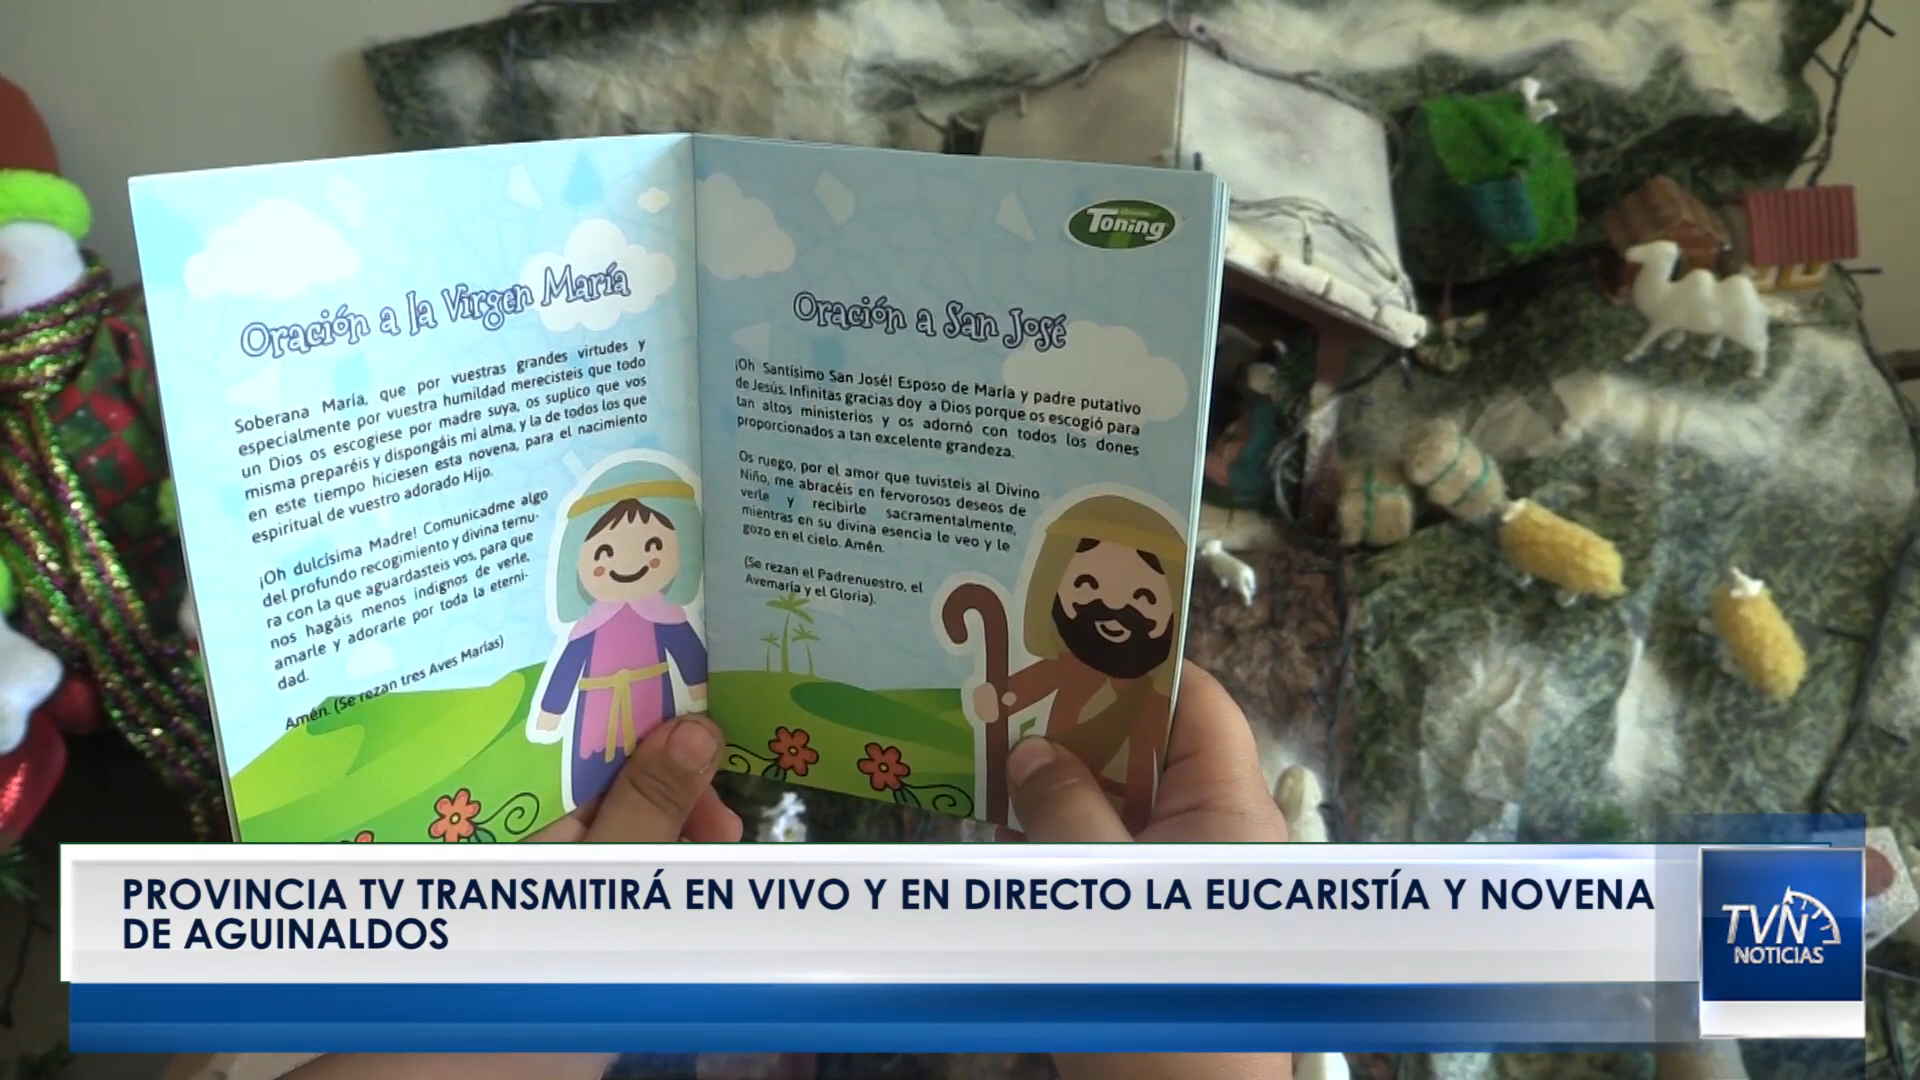 Oración a la Virgen María
Soberana María, que por vuestras grandes virtudes y
especialmente por vuestra humildad merecisteis que todo
un Dios os escogiese por madre suya, os suplico que vos
misma preparéis y dispongáis mi alma, y la de todos los que
en este tiempo hiciesen esta novena, para el nacimiento
espiritual de vuestro adorado Hijo.
¡Oh dulcísima Madre! Comunicadme algo
del profundo recogimiento y divina ternu-
ra con la que aguardasteis vos, para que
nos hagáis menos indignos de verle,
amarle y adorarle por toda la eterni-
dad.
Amén. (Se rezan tres Aves Marías)
Toning
Oración a San José
¡Oh Santísimo San José! Esposo de María y padre putativo
de Jesús. Infinitas gracias doy a Dios porque os escogió para
tan altos ministerios y os adornó con todos los dones
proporcionados a tan excelente grandeza.
Os ruego, por el amor que tuvisteis al Divino
Niño, me abracéis en fervorosos deseos de
verle y recibirle sacramentalmente,
mientras en su divina esencia le veo y le
gozo en el cielo. Amén.
(Se rezan el Padrenuestro, el
Avemaría y el Gloria).
PROVINCIA TV TRANSMITIRÁ EN VIVO Y EN DIRECTO LA EUCARISTÍA Y NOVENA
DE AGUINALDOS
TVN
NOTICIAS